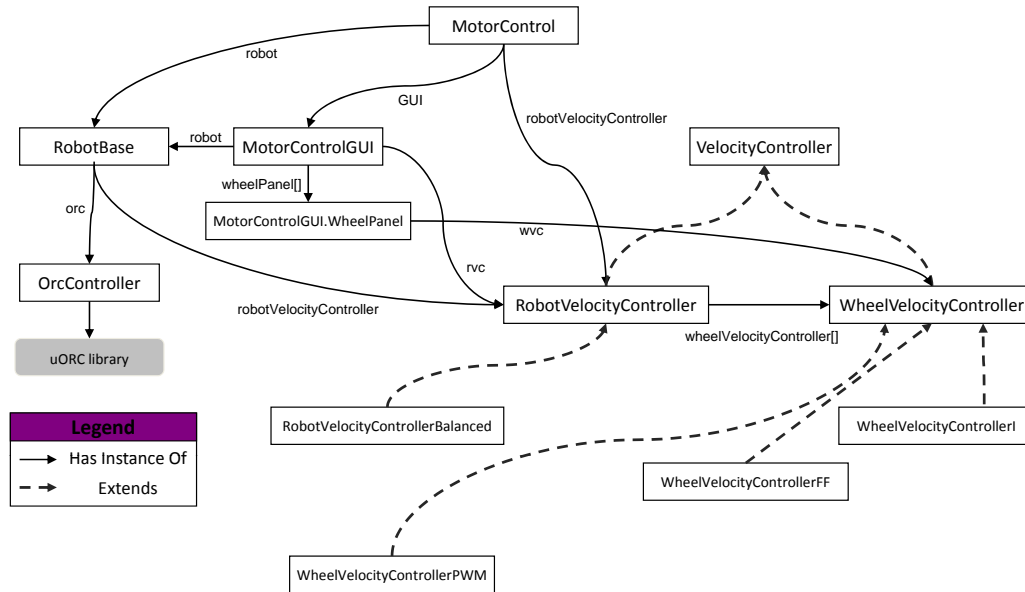 MotorControl
robot
GUI
robotVelocityController
RobotBase
robot
MotorControlGUI
VelocityController
wheelPanel[]
orc
MotorControlGUI.WheelPanel
wvc
rvc
OrcController
robotVelocityController
RobotVelocityController
WheelVelocityController
wheelVelocityController[]
uORC library
RobotVelocityControllerBalanced
WheelVelocityControllerI
Legend
Has Instance Of
Extends
WheelVelocityControllerFF
WheelVelocityControllerPWM